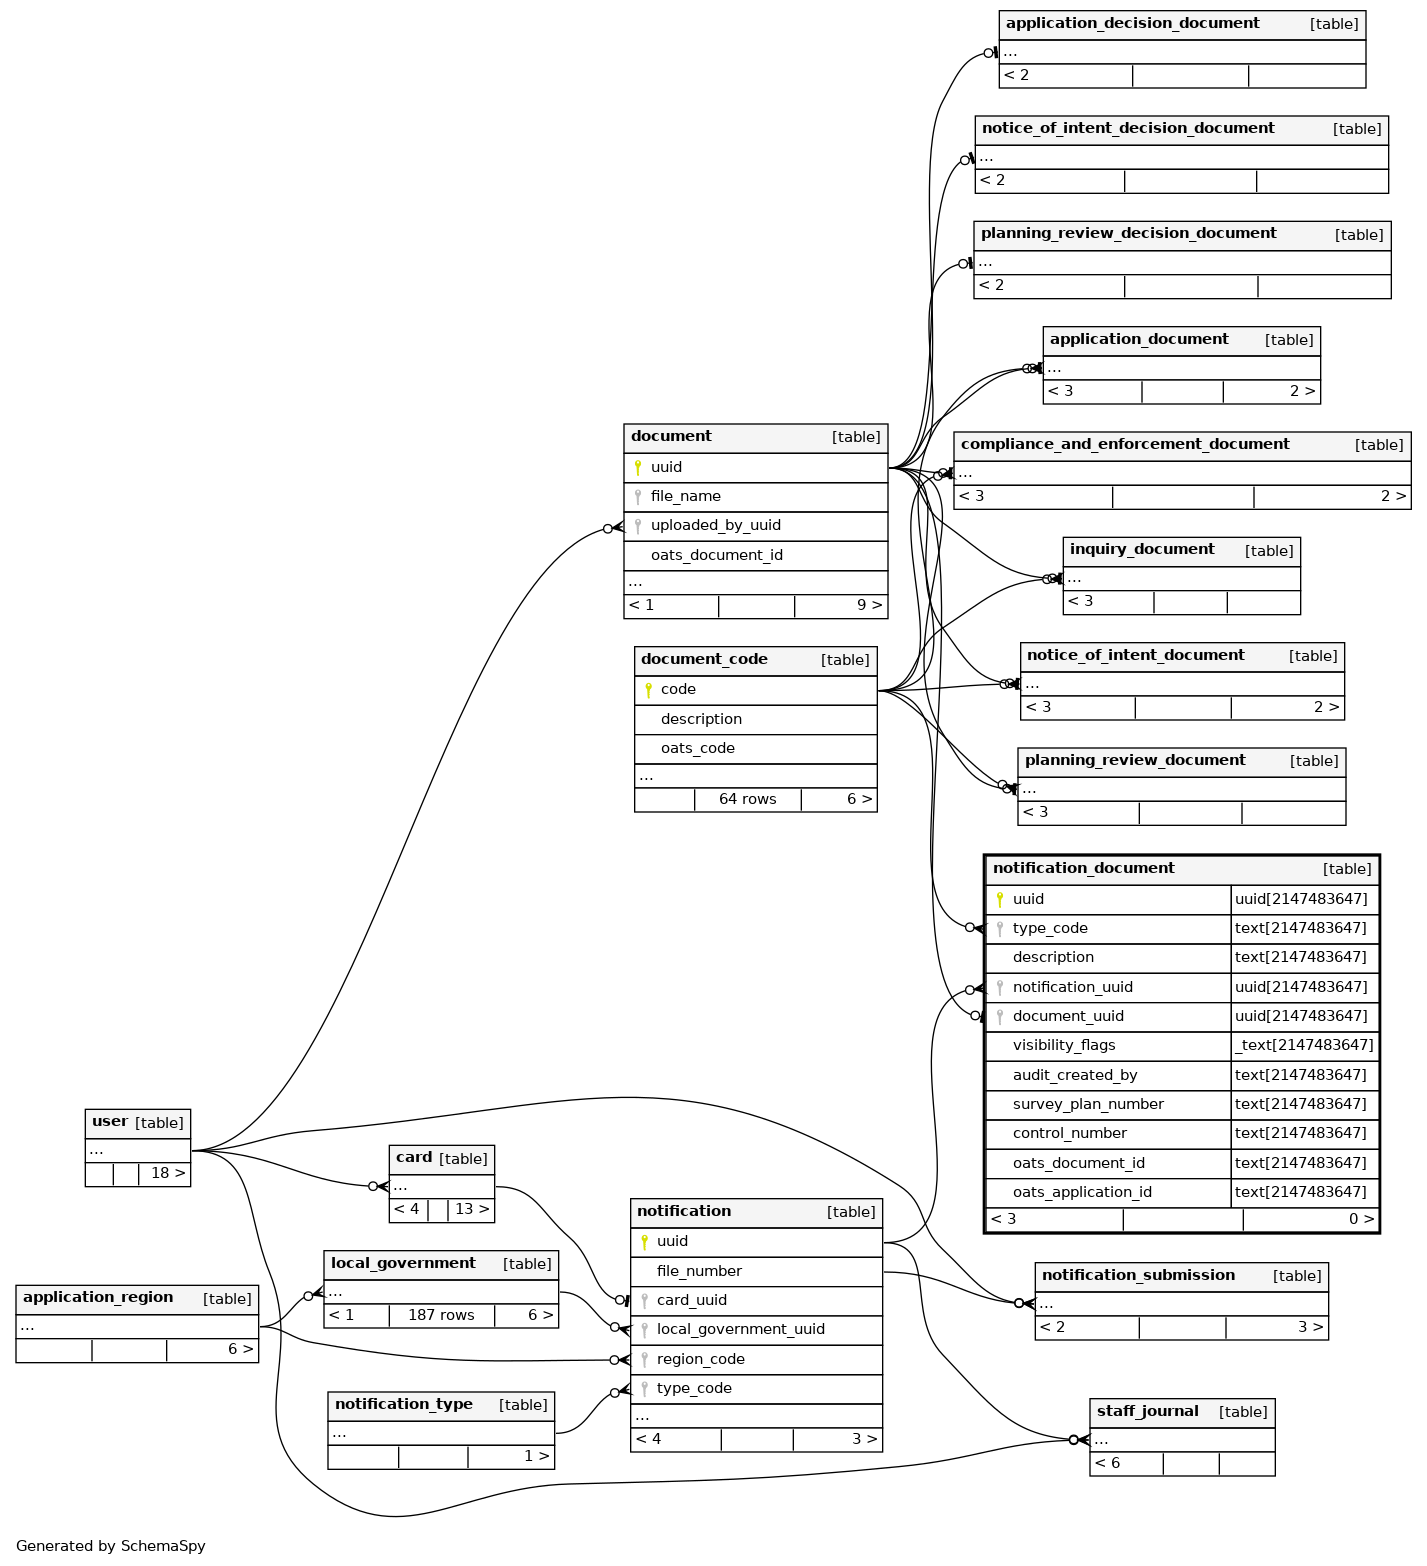 application_decision_document [table]
...
< 2
notice_of_intent_decision_document [table]
...
< 2
planning_review_decision_document [table]
...
< 2
application_document [table]
...
< 3 2 >
document [table]
uuid
file_name
uploaded_by_uuid
oats_document_id
...
< 1 9 >
compliance_and_enforcement_document [table]
...
< 3 2 >
inquiry_document [table]
...
< 3
document_code [table]
code
description
oats_code
...
64 rows 6 >
notice_of_intent_document [table]
...
< 3 2 >
planning_review_document [table]
...
< 3
notification_document [table]
uuid uuid[2147483647]
type_code text[2147483647]
description text[2147483647]
notification_uuid uuid[2147483647]
document_uuid uuid[2147483647]
visibility_flags _text[2147483647]
audit_created_by text[2147483647]
survey_plan_number text[2147483647]
control_number text[2147483647]
oats_document_id text[2147483647]
oats_application_id text[2147483647]
< 3 0 >
user [table]
...
18 >
card [table]
...
< 4 13 >
notification [table]
uuid
file_number
card_uuid
local_government_uuid
region_code
type_code
...
< 4 3 >
local_government [table]
...
< 1 187 rows 6 >
application_region [table]
...
6 >
notification_type [table]
...
1 >
notification_submission [table]
...
< 2 3 >
staff_journal [table]
...
< 6
Generated by SchemaSpy